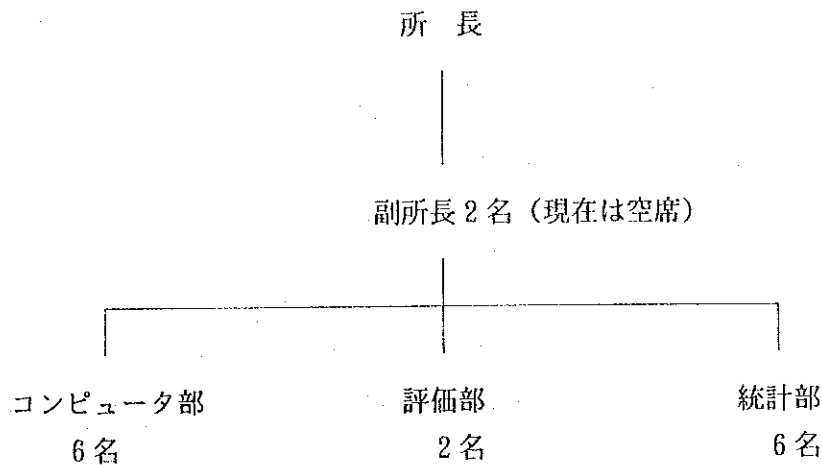 所 長
副所長2名（現在は空席）
コンピュータ部 評価部 統計部
6名 2名 6名